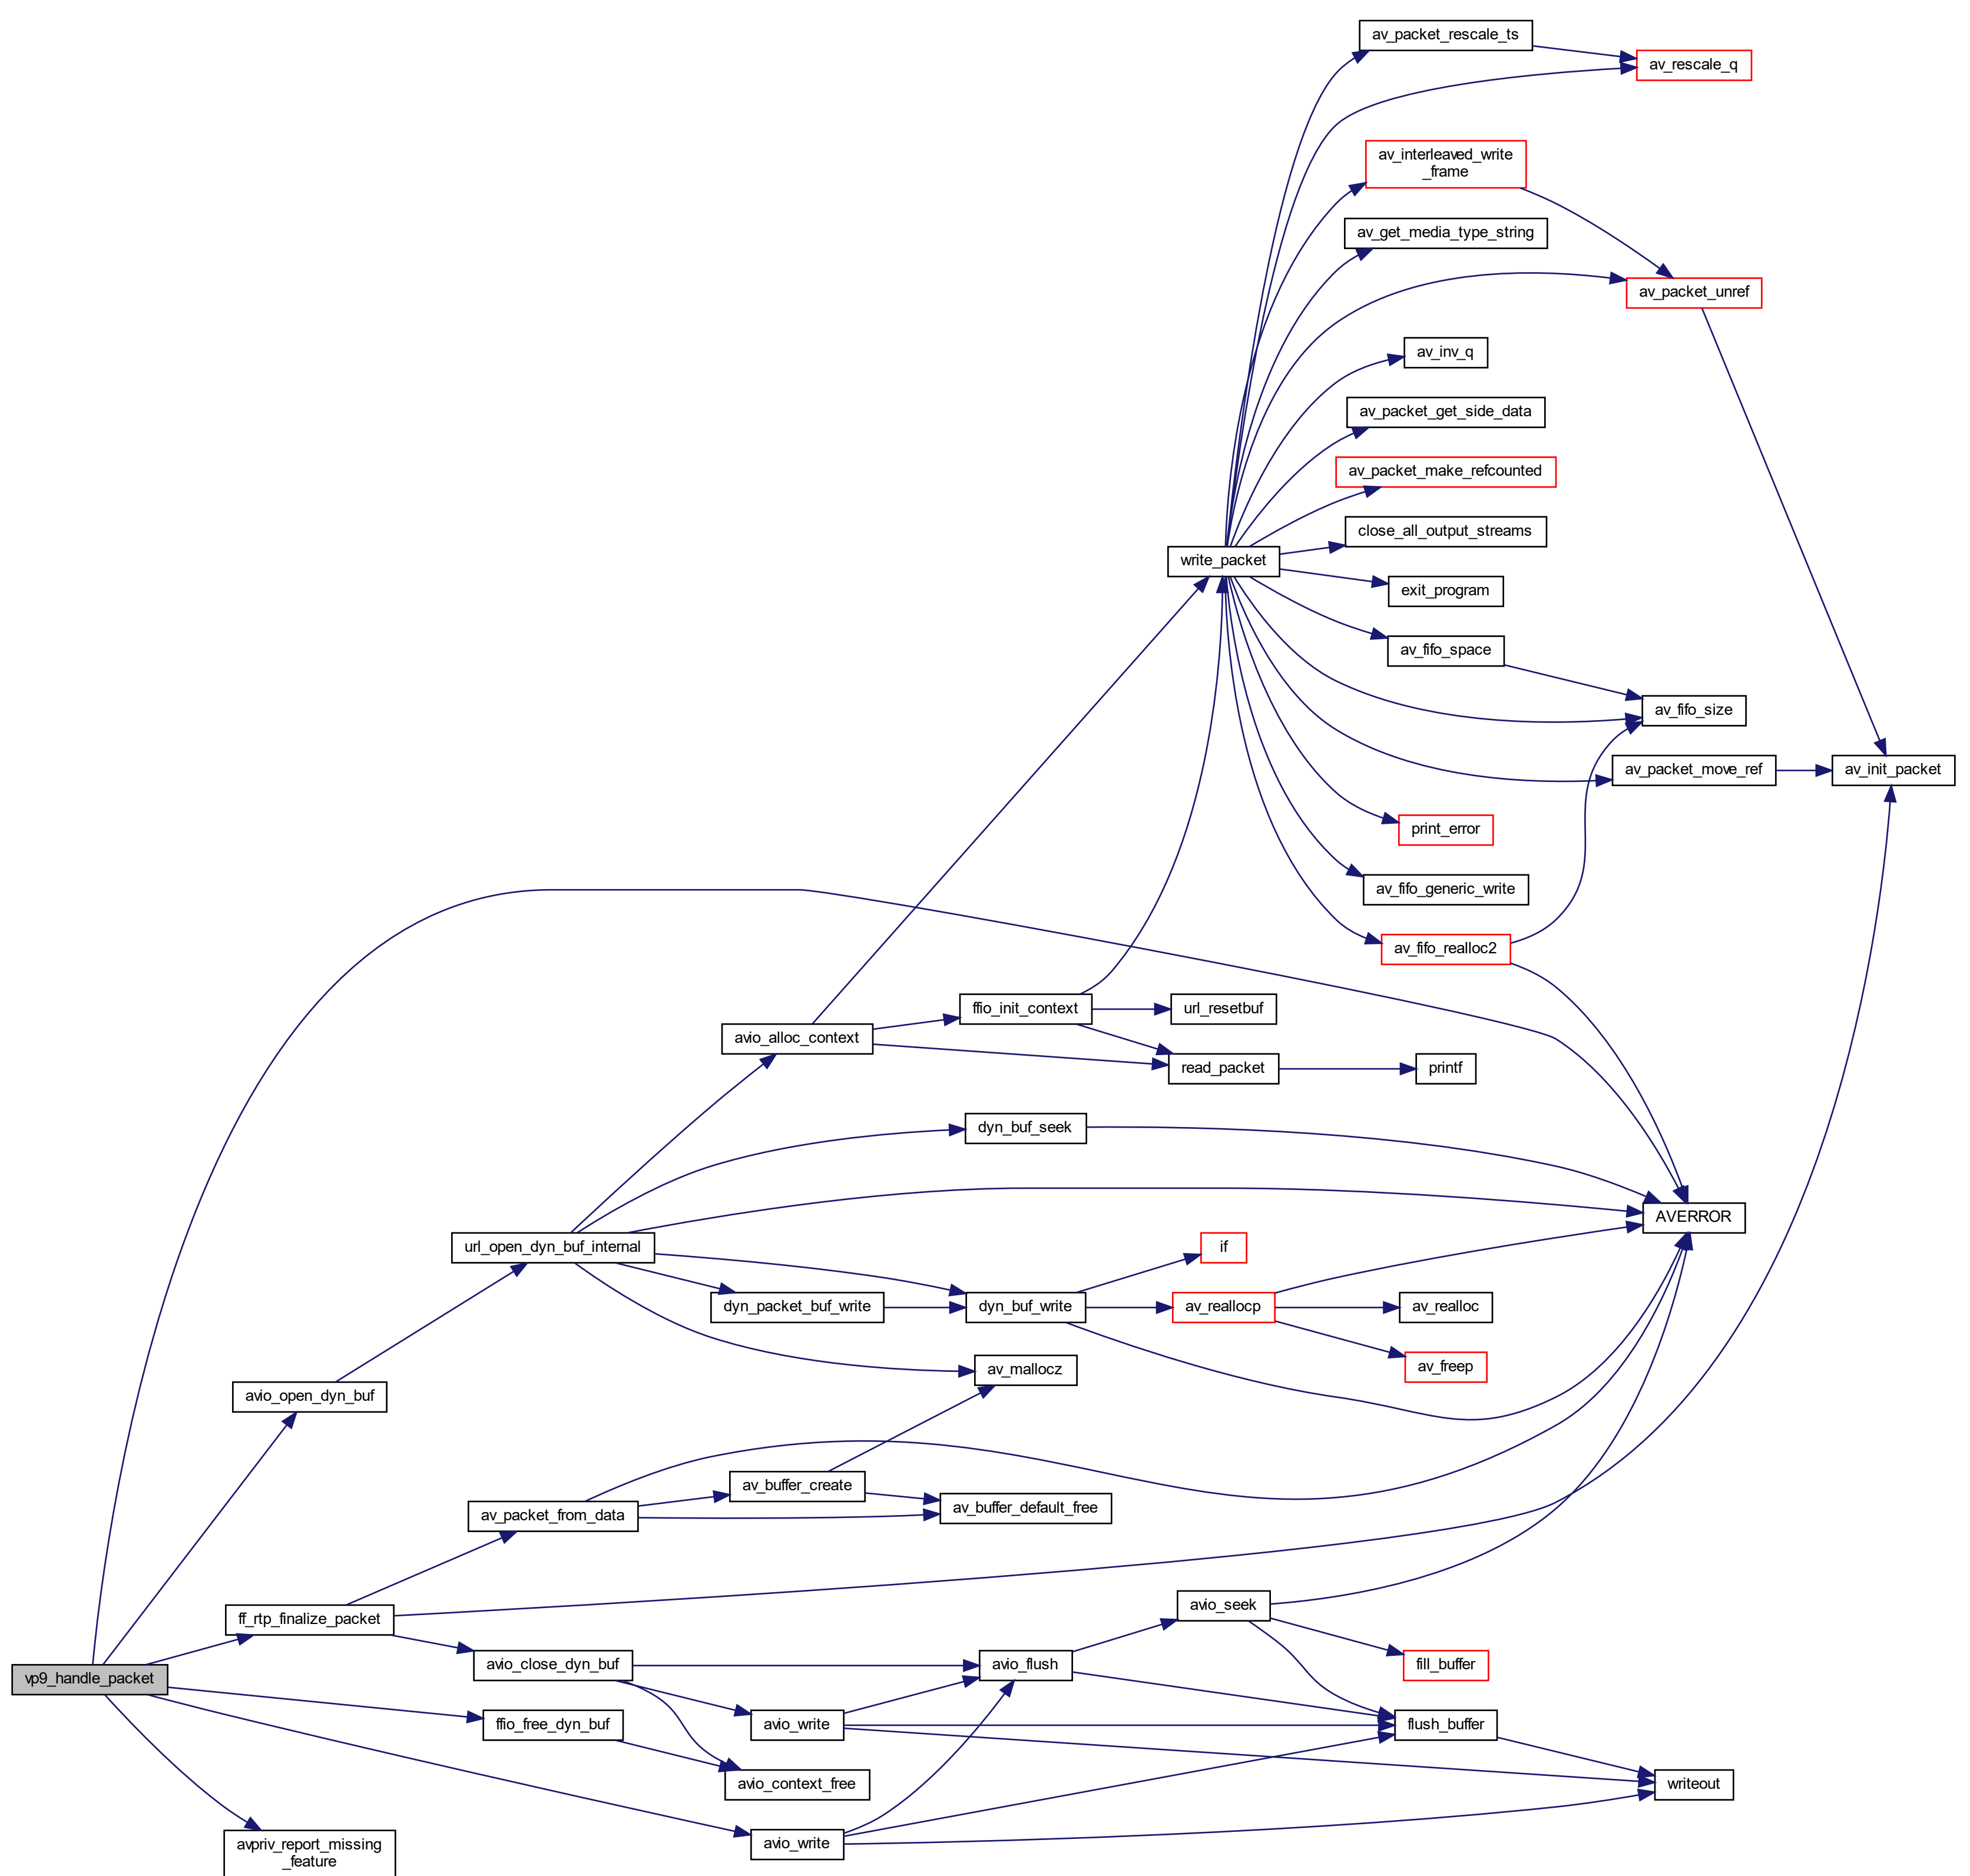 av_packet_rescale_ts
av_rescale_q
av_interleaved_write
_frame
av_get_media_type_string
av_packet_unref
av_inv_q
av_packet_get_side_data
av_packet_make_refcounted
close_all_output_streams
write_packet
exit_program
av_fifo_space
av_fifo_size
av_packet_move_ref
av_init_packet
print_error
av_fifo_generic_write
av_fifo_realloc2
ffio_init_context
url_resetbuf
avio_alloc_context
read_packet
printf
dyn_buf_seek
AVERROR
url_open_dyn_buf_internal
if
dyn_packet_buf_write
dyn_buf_write
av_reallocp
av_realloc
av_mallocz
av_freep
avio_open_dyn_buf
av_buffer_create
av_buffer_default_free
av_packet_from_data
avio_seek
ff_rtp_finalize_packet
avio_close_dyn_buf
avio_flush
fill_buffer
vp9_handle_packet
ffio_free_dyn_buf
avio_write
flush_buffer
avio_context_free
writeout
avio_write
avpriv_report_missing
_feature